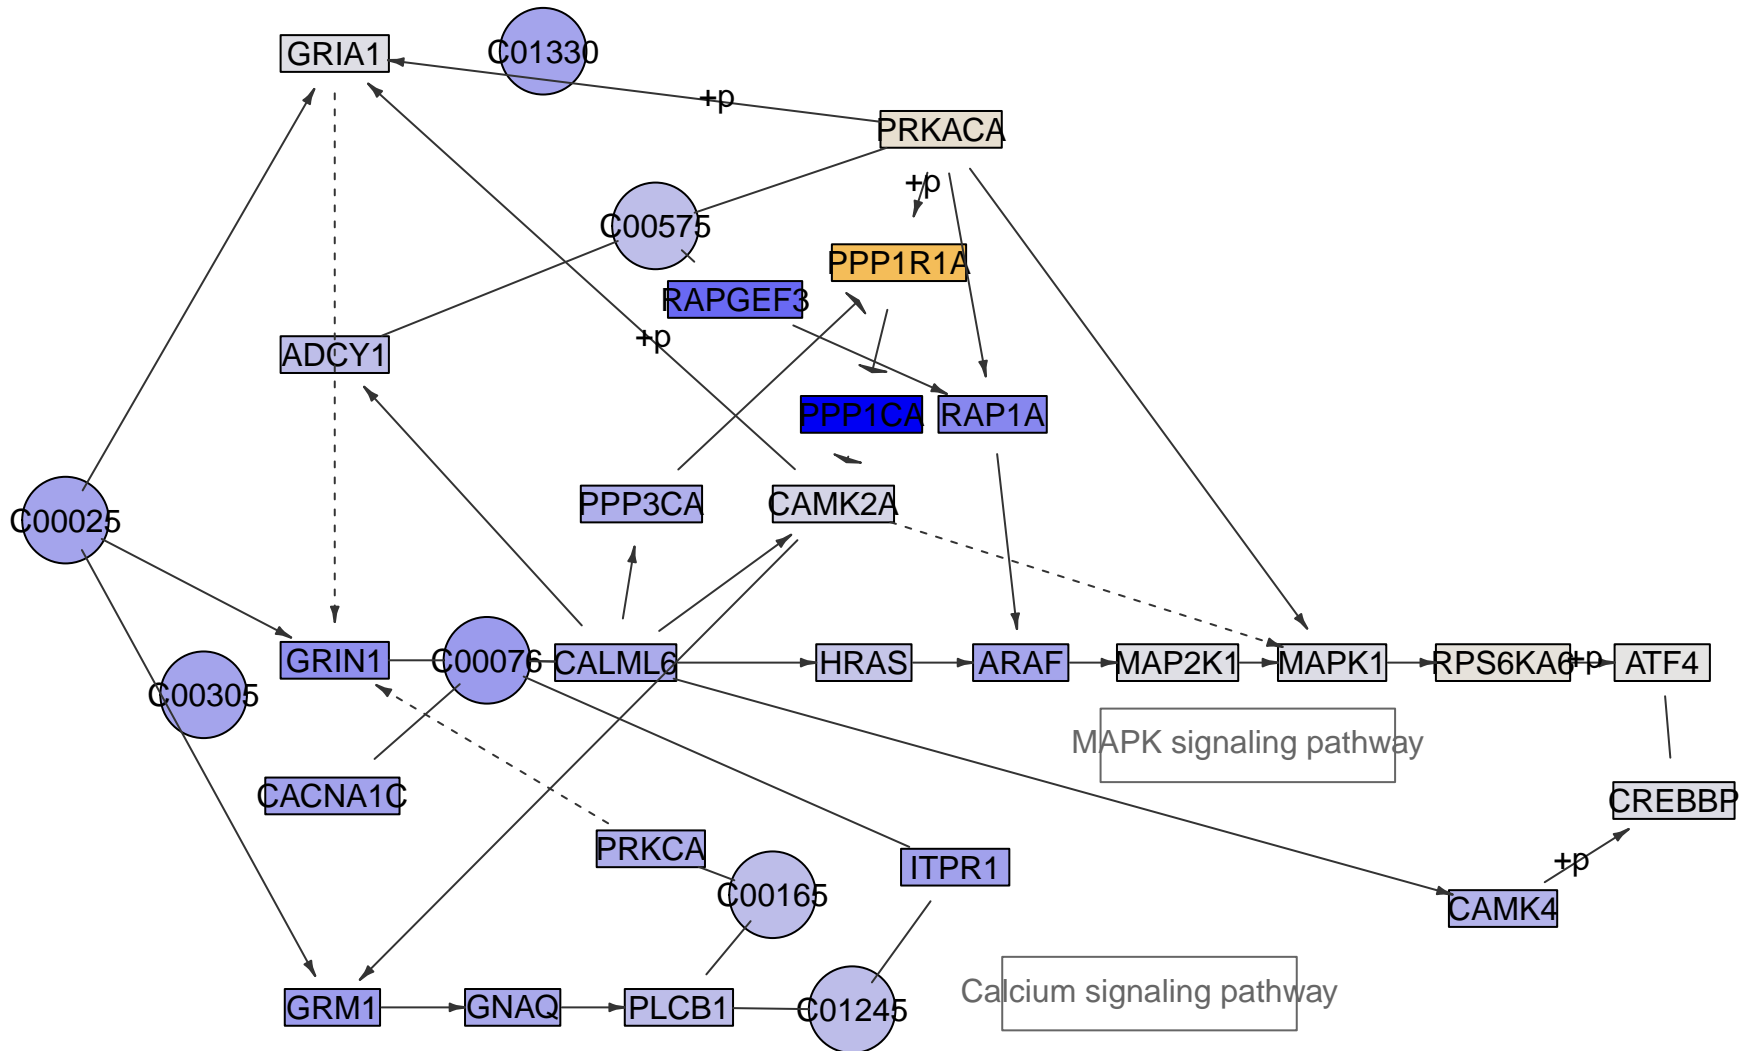 GRIA1
C01330
+p
PRKACA
+p
C00575
PPP1R1A
RAPGEF3
+p
ADCY1
PPP1CA
RAP1A
PPP3CA
CAMK2A
C00025
GRIN1
C00076
CALML6
HRAS
ARAF
MAP2K1
MAPK1
RPS6KA6
+p
ATF4
C00305
MAPK signaling pathway
CACNA1C
CREBBP
PRKCA
ITPR1
+p
C00165
CAMK4
GRM1
GNAQ
PLCB1
C01245
Calcium signaling pathway